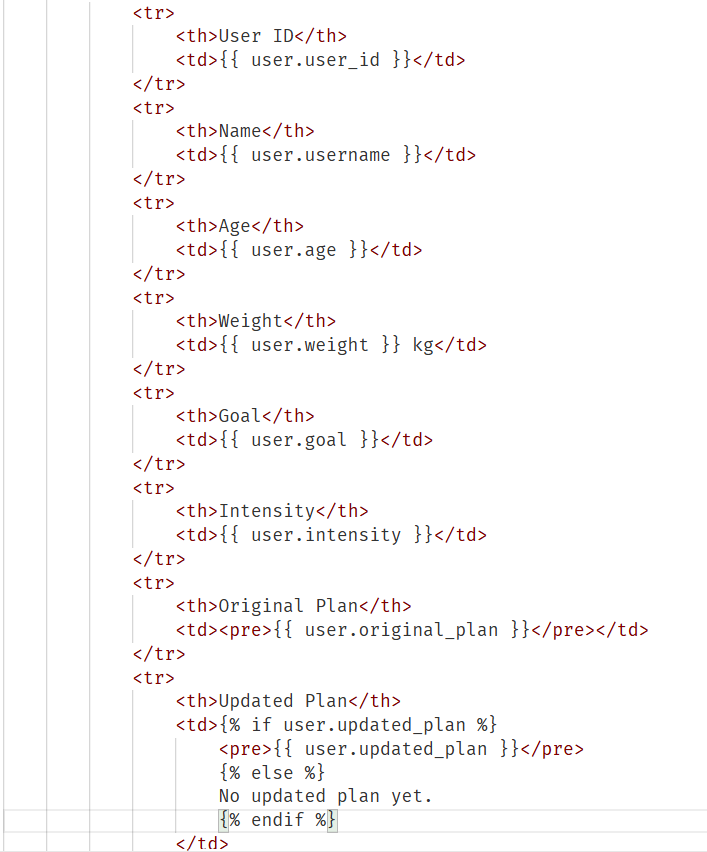 <tr>
<th>User ID</th>
<td>{{ user.user_id }}</td>
</tr>
<tr>
<th>Name</th>
<td>{{ user.username }}</td>
</tr>
<tr>
<th>Age</th>
<td>{{ user.age }}</td>
</tr>
<tr>
<th>Weight</th>
<td>{{ user.weight }} kg</td>
</tr>
<tr>
<th>Goal</th>
<td>{{ user.goal }}</td>
</tr>
<tr>
<th>Intensity</th>
<td>{{ user.intensity }}</td>
</tr>
<tr>
<th>Original Plan</th>
<td><pre>{{ user.original_plan }}</pre></td>
</tr>
<tr>
<th>Updated Plan</th>
<td>{% if user.updated_plan %}
<pre>{{ user.updated_plan }}</pre>
{% else %}
No updated plan yet.
{% endif %}
</td>